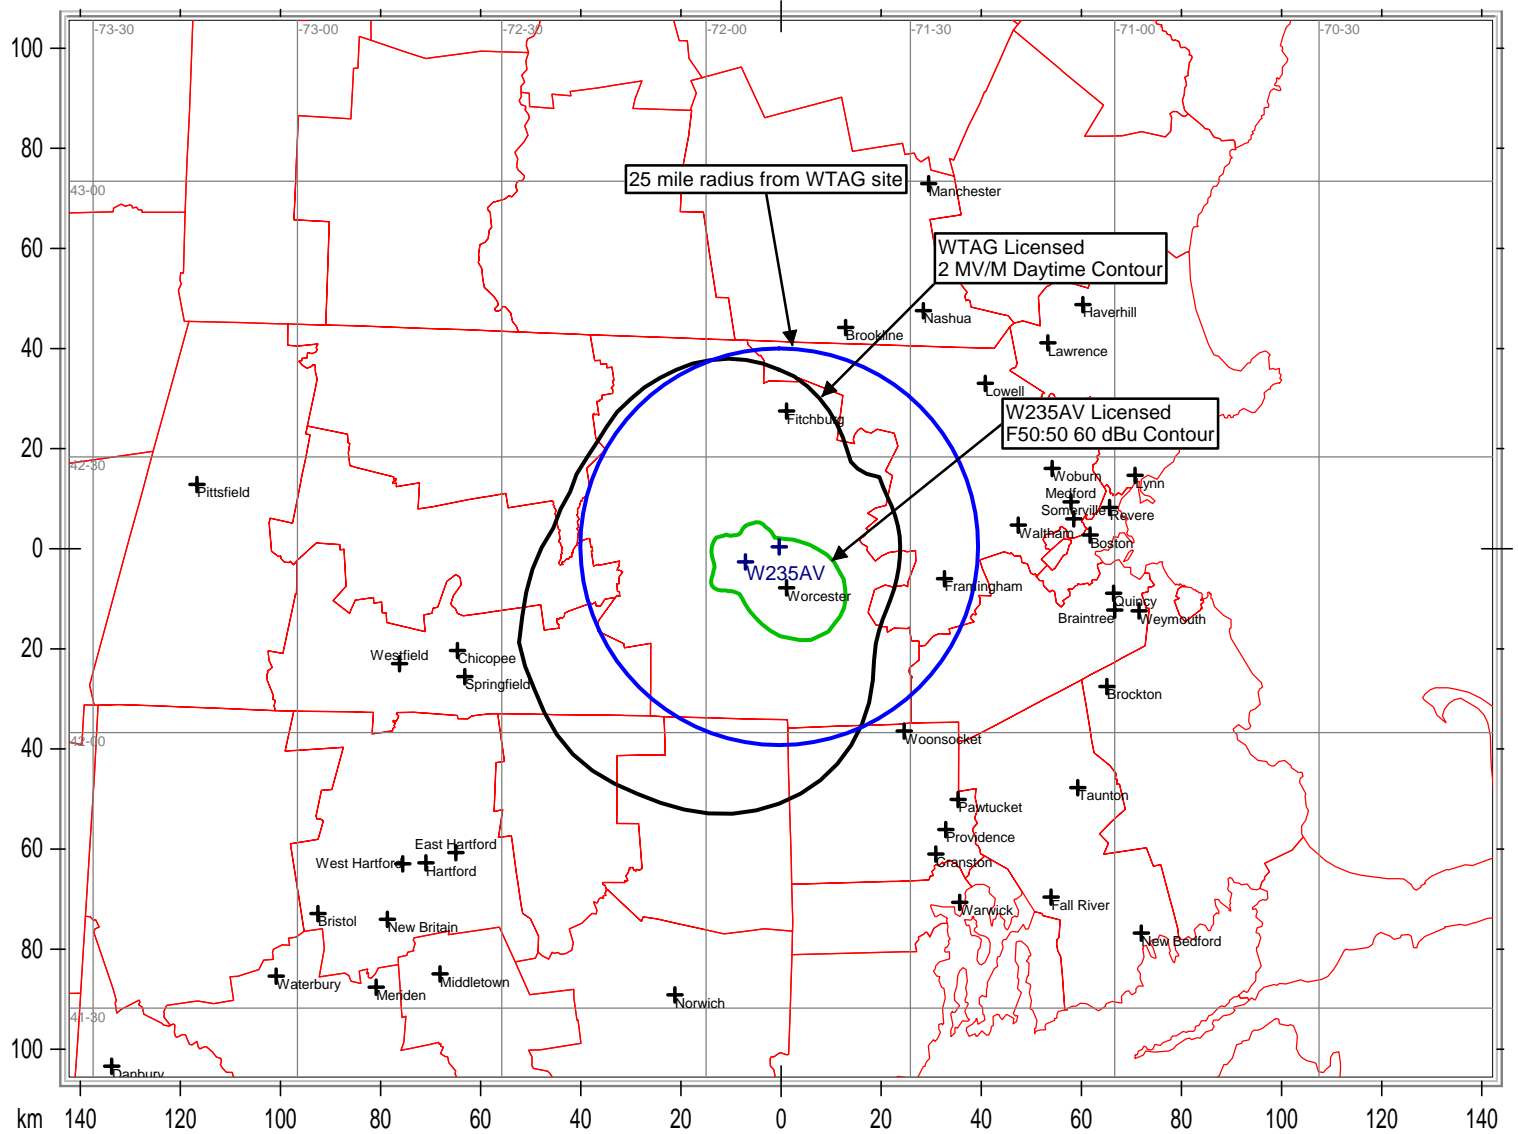 -73-30
-73-00
-72-30
-72-00
-71-30
-71-00
-70-30
100
80
60
40
20
0
20
40
60
80
100
43-00
42-30
42-00
41-30
25 mile radius from WTAG site
WTAG Licensed
2 MV/M Daytime Contour
W235AV Licensed
F50:50 60 dBu Contour
Manchester
Nashua
Brookline
Haverhill
Lawrence
Lowell
Fitchburg
Pittsfield
Woburn
Lynn
Medford
Somerville
Revere
Waltham
Boston
W235AV
Worcester
Framingham
Quincy
Braintree
Weymouth
Westfield
Chicopee
Springfield
Brockton
Woonsocket
Taunton
Pawtucket
Providence
Cranston
East Hartford
West Hartford
Hartford
Warwick
Fall River
Bristol
New Britain
New Bedford
Waterbury
Meriden
Middletown
Norwich
Danbury
km
140
120
100
80
60
40
20
0
20
40
60
80
100
120
140